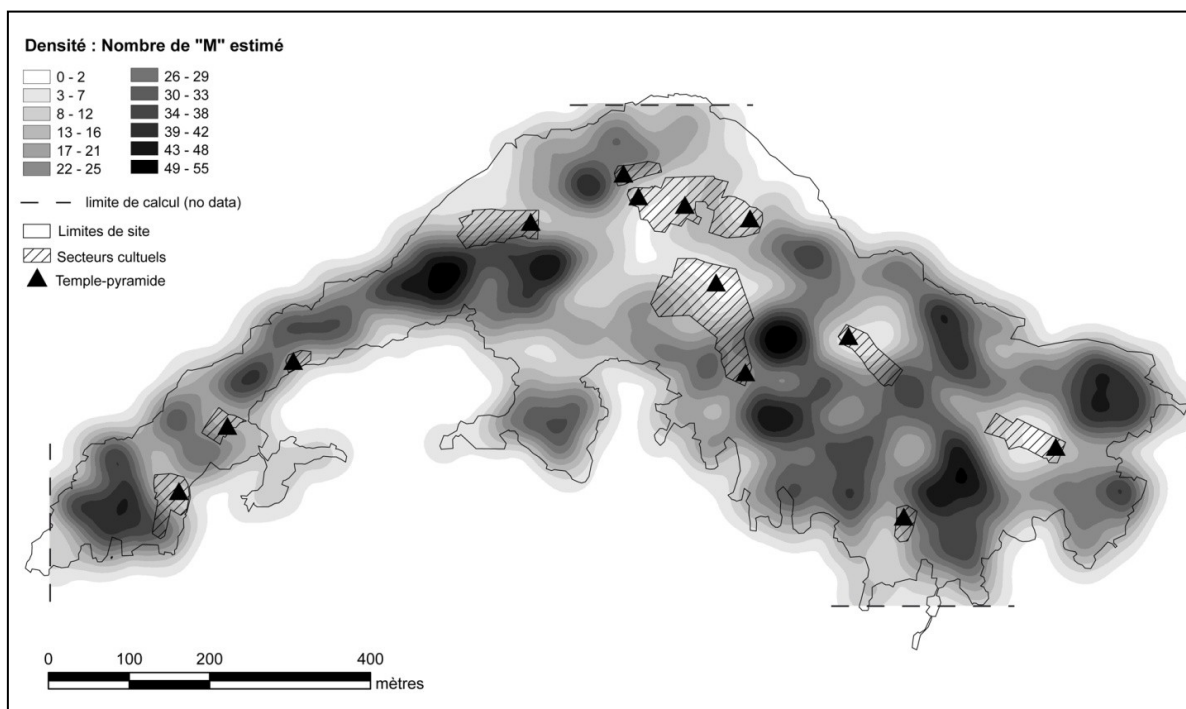 Densité : Nombre de "M" estimé
0 - 2
3 - 7
8 - 12
13 - 16
17 - 21
22 - 25
26 - 29
30 - 33
34 - 38
39 - 42
43 - 48
49 - 55
limite de calcul (no data)
Limites de site
Secteurs cultuels
Temple-pyramide
0 100 200 400
mètres